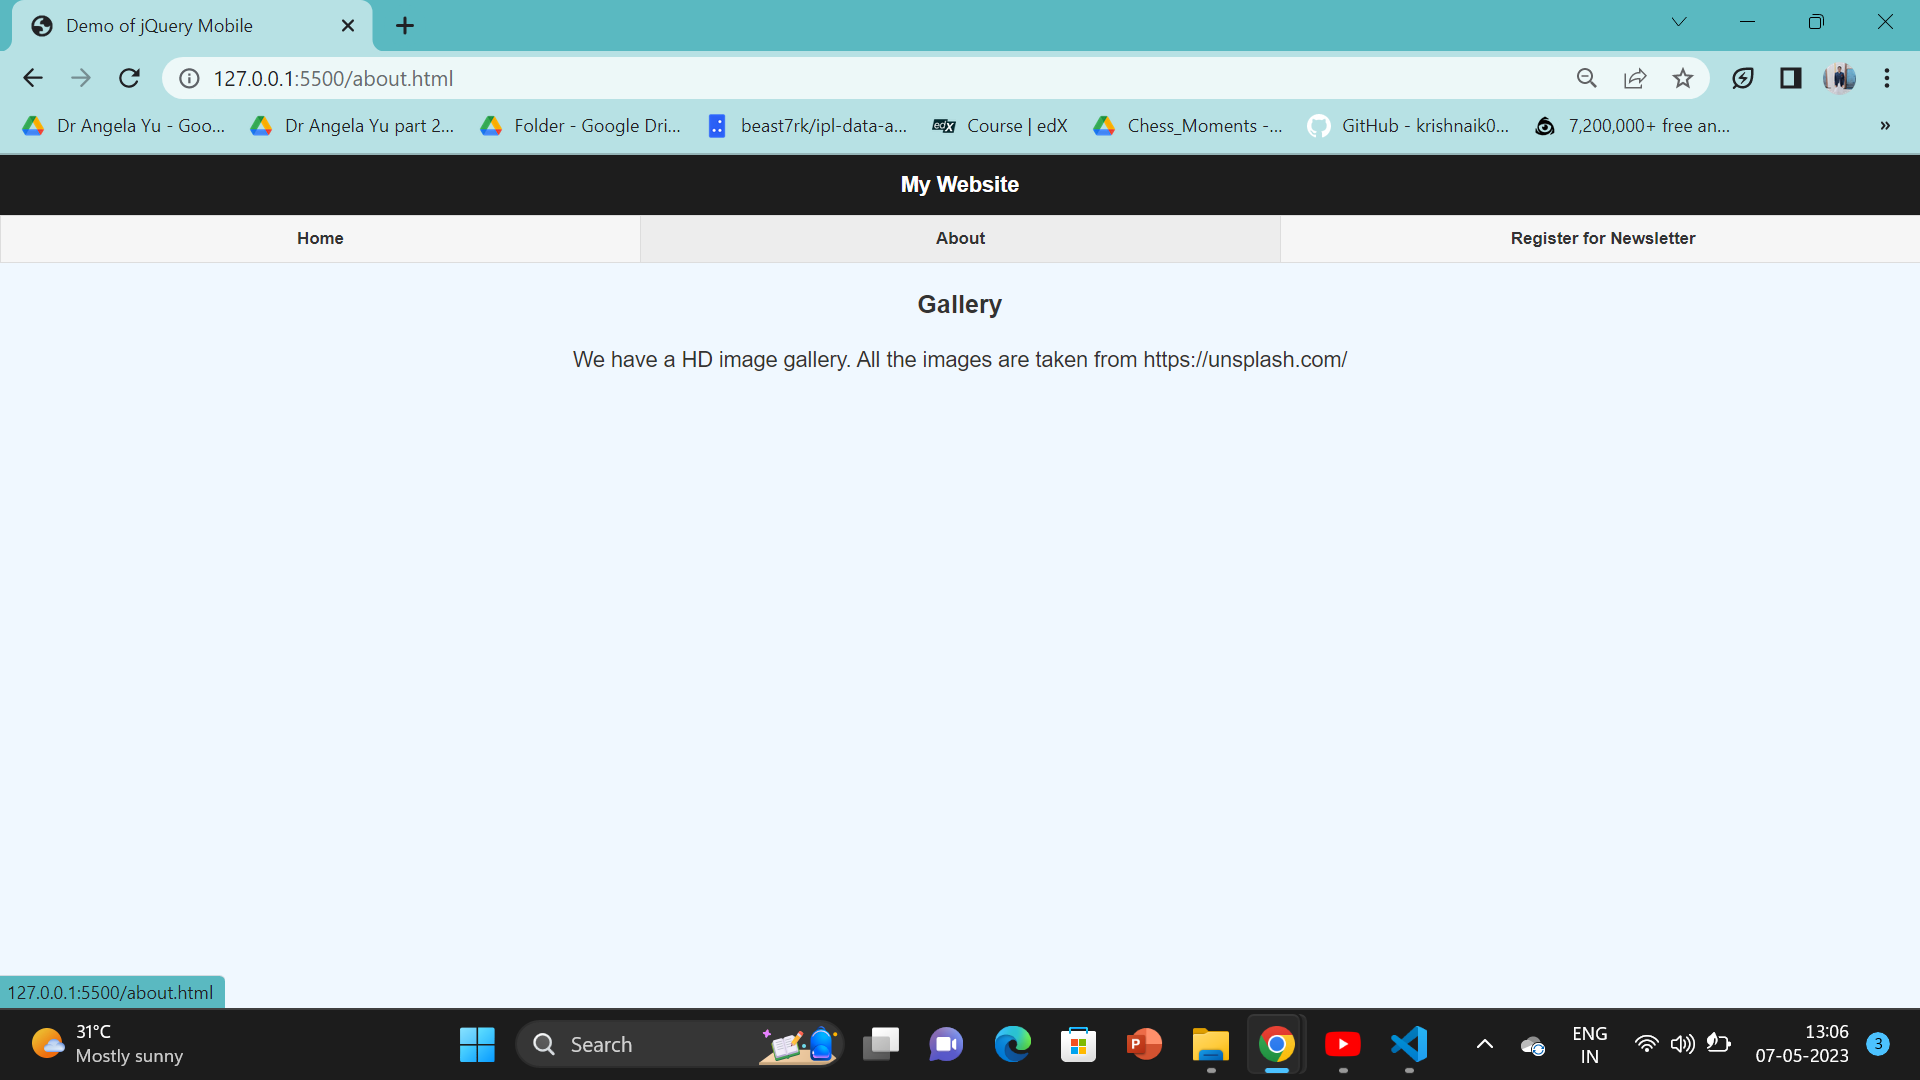 Demo of jQuery Mobile
127.0.0.1:5500/about.html
Dr Angela Yu - Goo...
Dr Angela Yu part 2...
Folder - Google Dri...
beast7rk/ipl-data-a...
edX
Course | edX
Chess_Moments -...
GitHub - krishnaik0...
7,200,000+ free an...
»
My Website
Home
About
Register for Newsletter
Gallery
We have a HD image gallery. All the images are taken from https://unsplash.com/
127.0.0.1:5500/about.html
31°C
Mostly sunny
Search
P
ENG
IN
13:06
07-05-2023
3